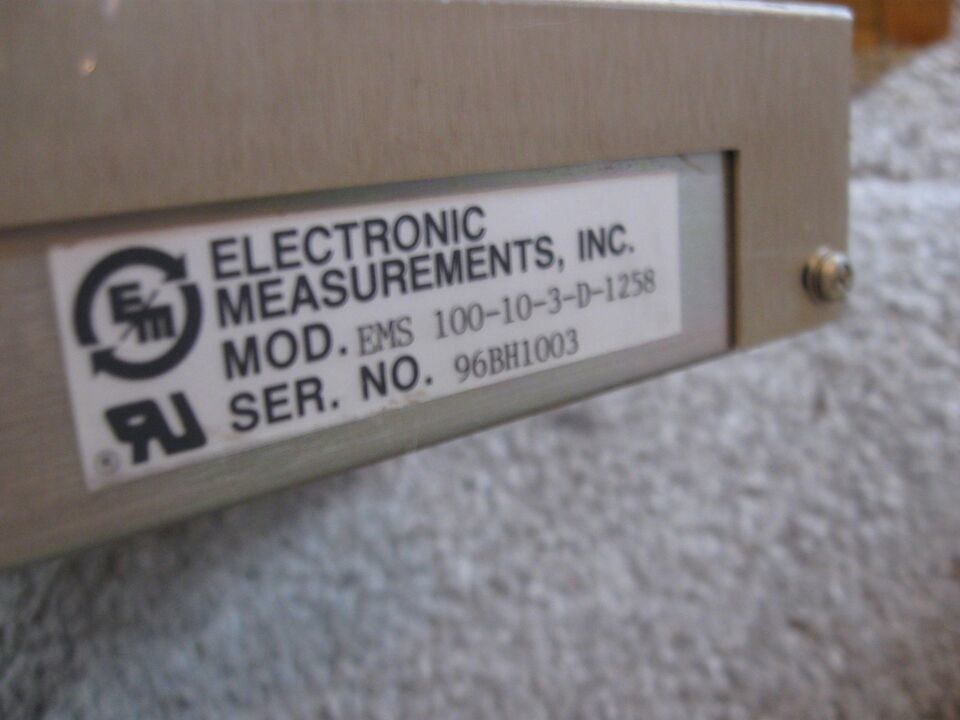 E/M
ELECTRONIC
MEASUREMENTS, INC.
MOD. EMS 100-10-3-D-1258
SER. NO. 96BH1003